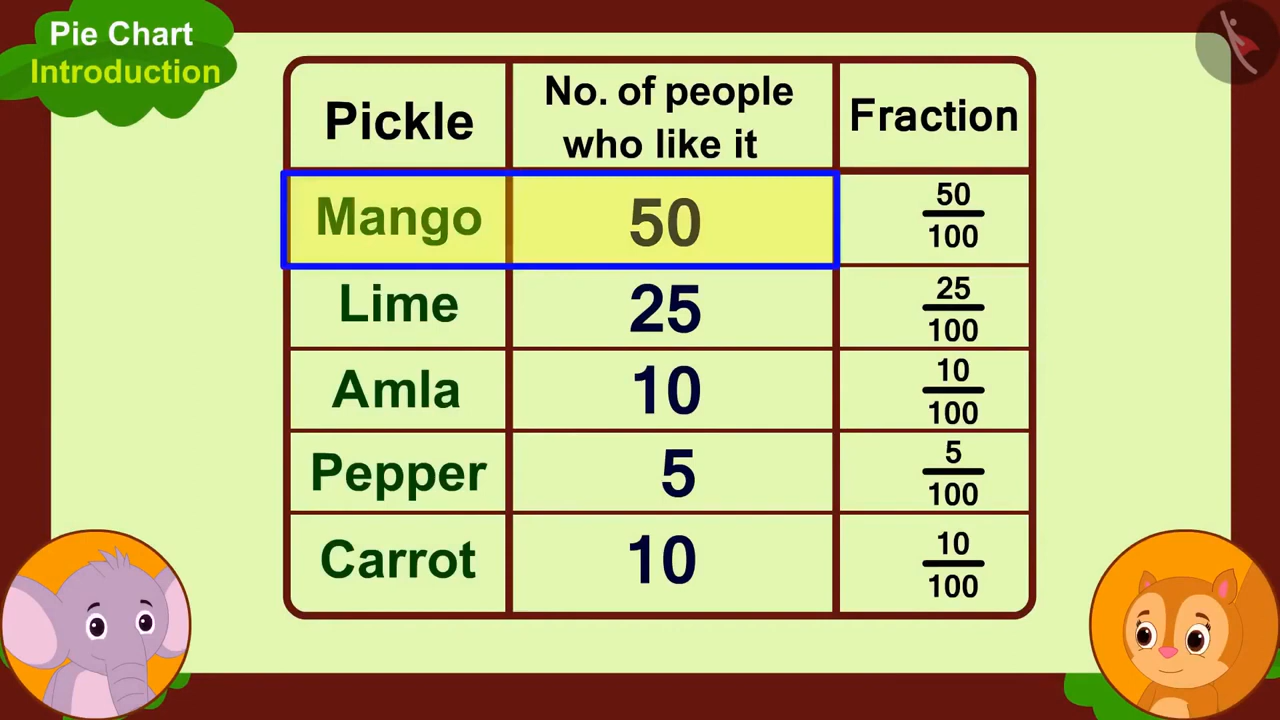 Pie Chart
Introduction
Pickle
No. of people
who like it
Fraction
Mango
50
50
100
Lime
25
25
100
Amla
10
10
100
Pepper
5
5
100
Carrot
10
10
100